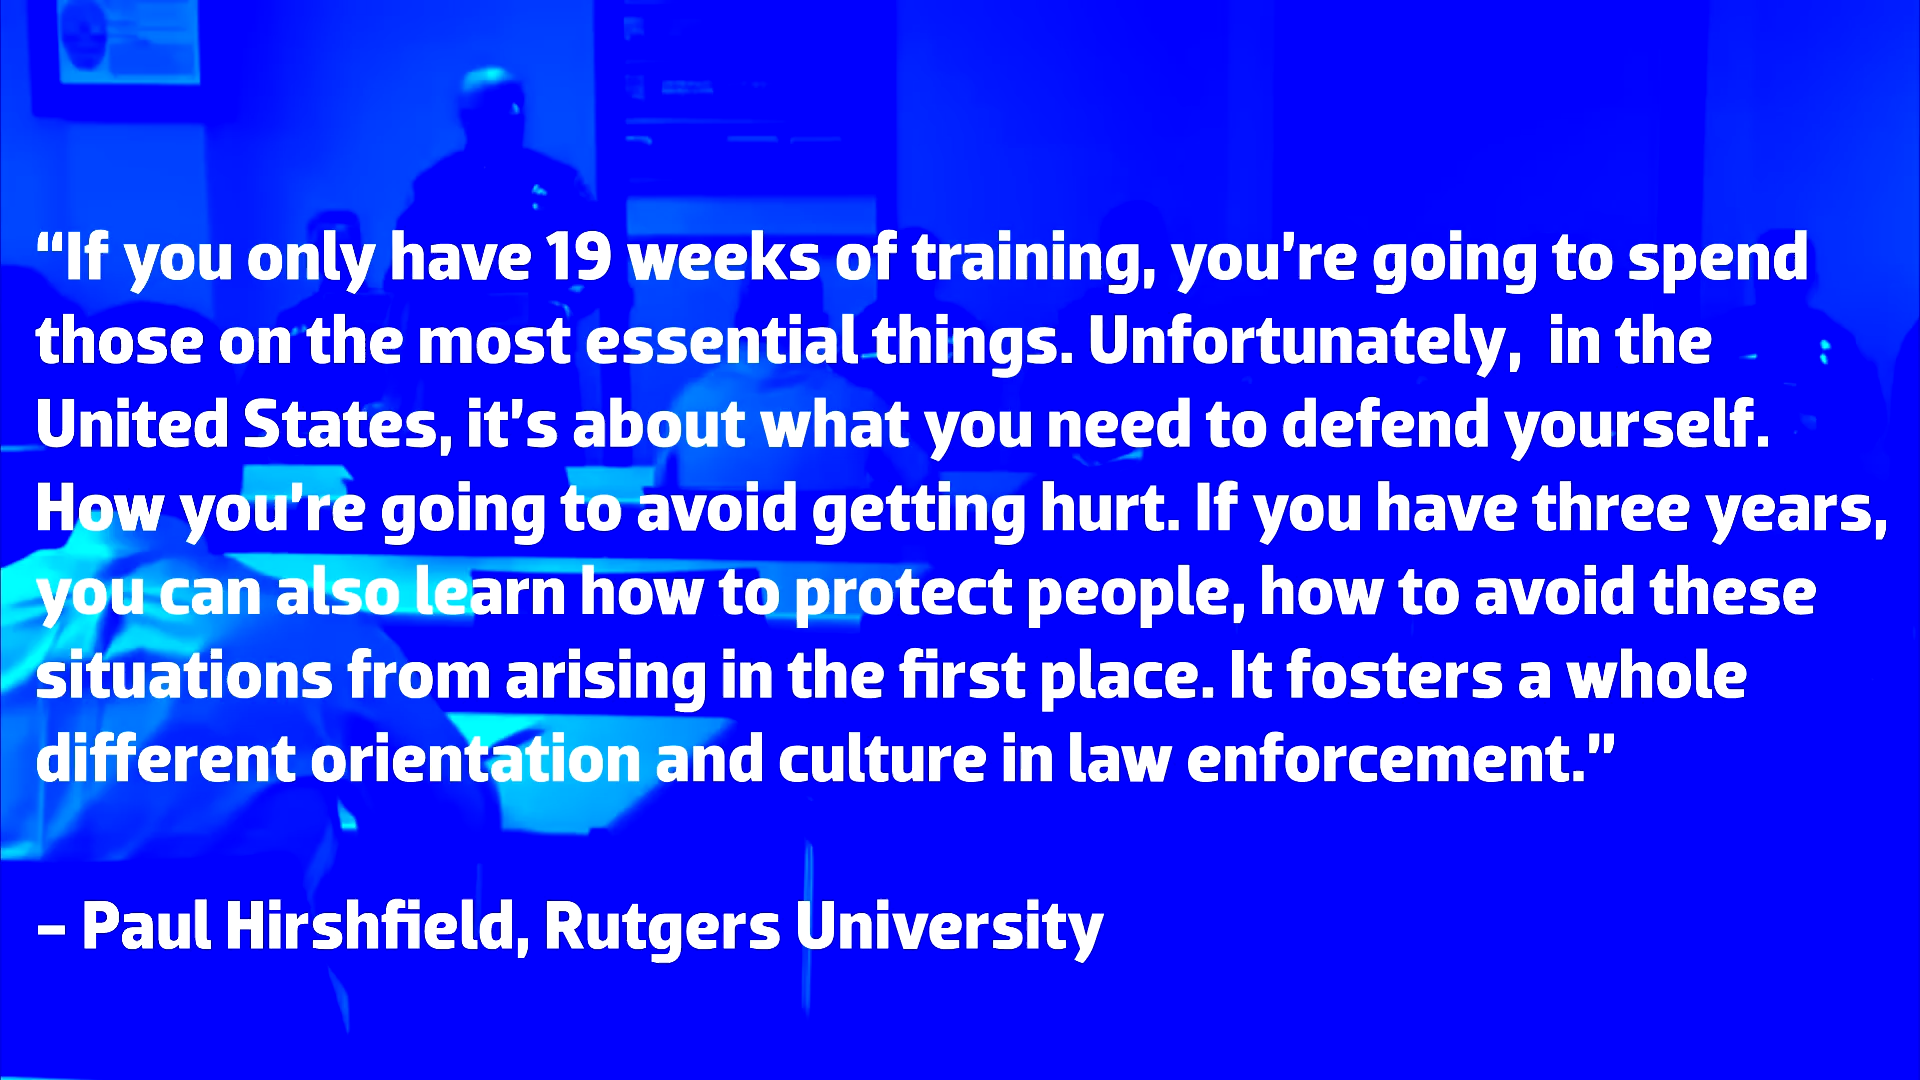 “If you only have 19 weeks of training, you’re going to spend
those on the most essential things. Unfortunately,  in the
United States, it’s about what you need to defend yourself.
How you’re going to avoid getting hurt. If you have three years,
you can also learn how to protect people, how to avoid these
situations from arising in the first place. It fosters a whole
different orientation and culture in law enforcement.”
– Paul Hirshfield, Rutgers University